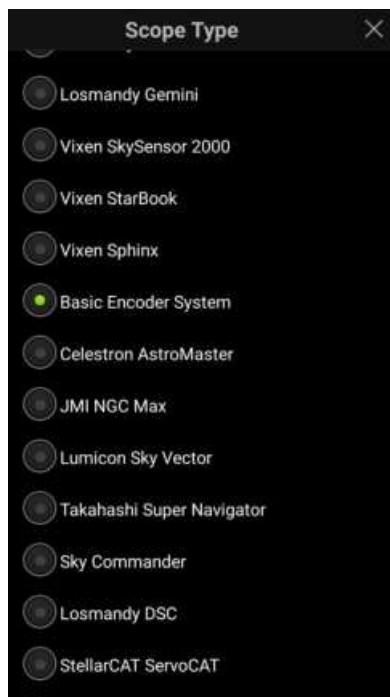 Scope Type
Losmandy Gemini
Vixen SkySensor 2000
Vixen StarBook
Vixen Sphinx
Basic Encoder System
Celestron AstroMaster
JMI NGC Max
Lumicon Sky Vector
Takahashi Super Navigator
Sky Commander
Losmandy DSC
StellarCAT ServoCAT